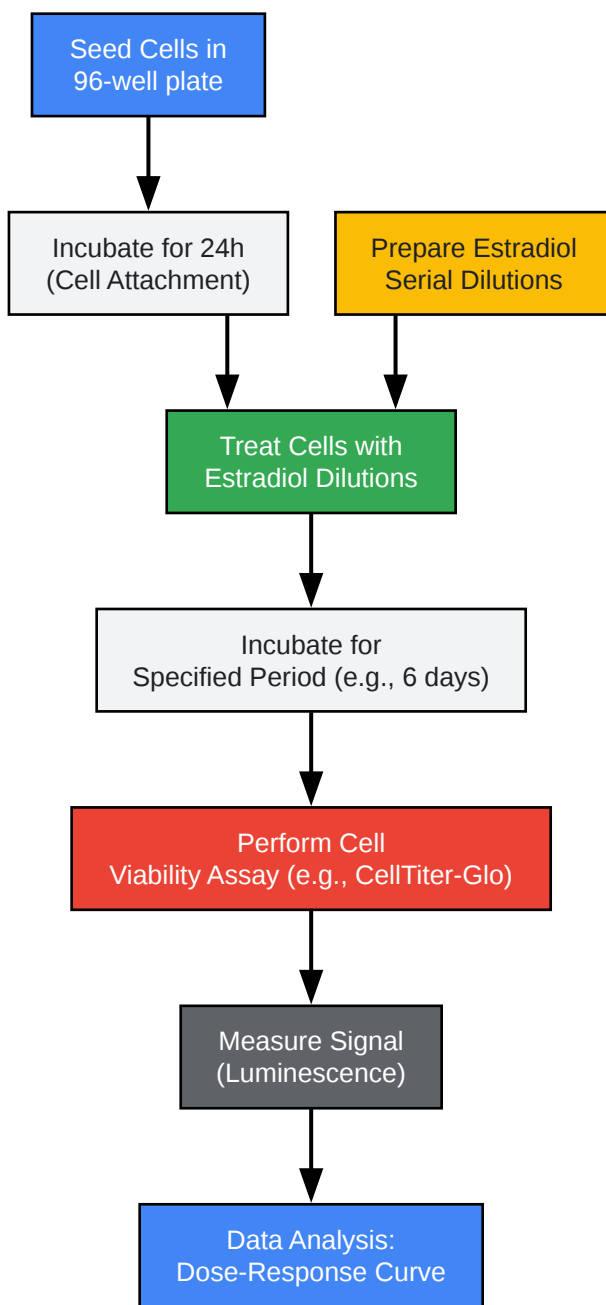 Seed Cells in
96-well plate
Incubate for 24h
(Cell Attachment)
Prepare Estradiol
Serial Dilutions
Treat Cells with
Estradiol Dilutions
Incubate for
Specified Period (e.g., 6 days)
Perform Cell
Viability Assay (e.g., CellTiter-Glo)
Measure Signal
(Luminescence)
Data Analysis:
Dose-Response Curve